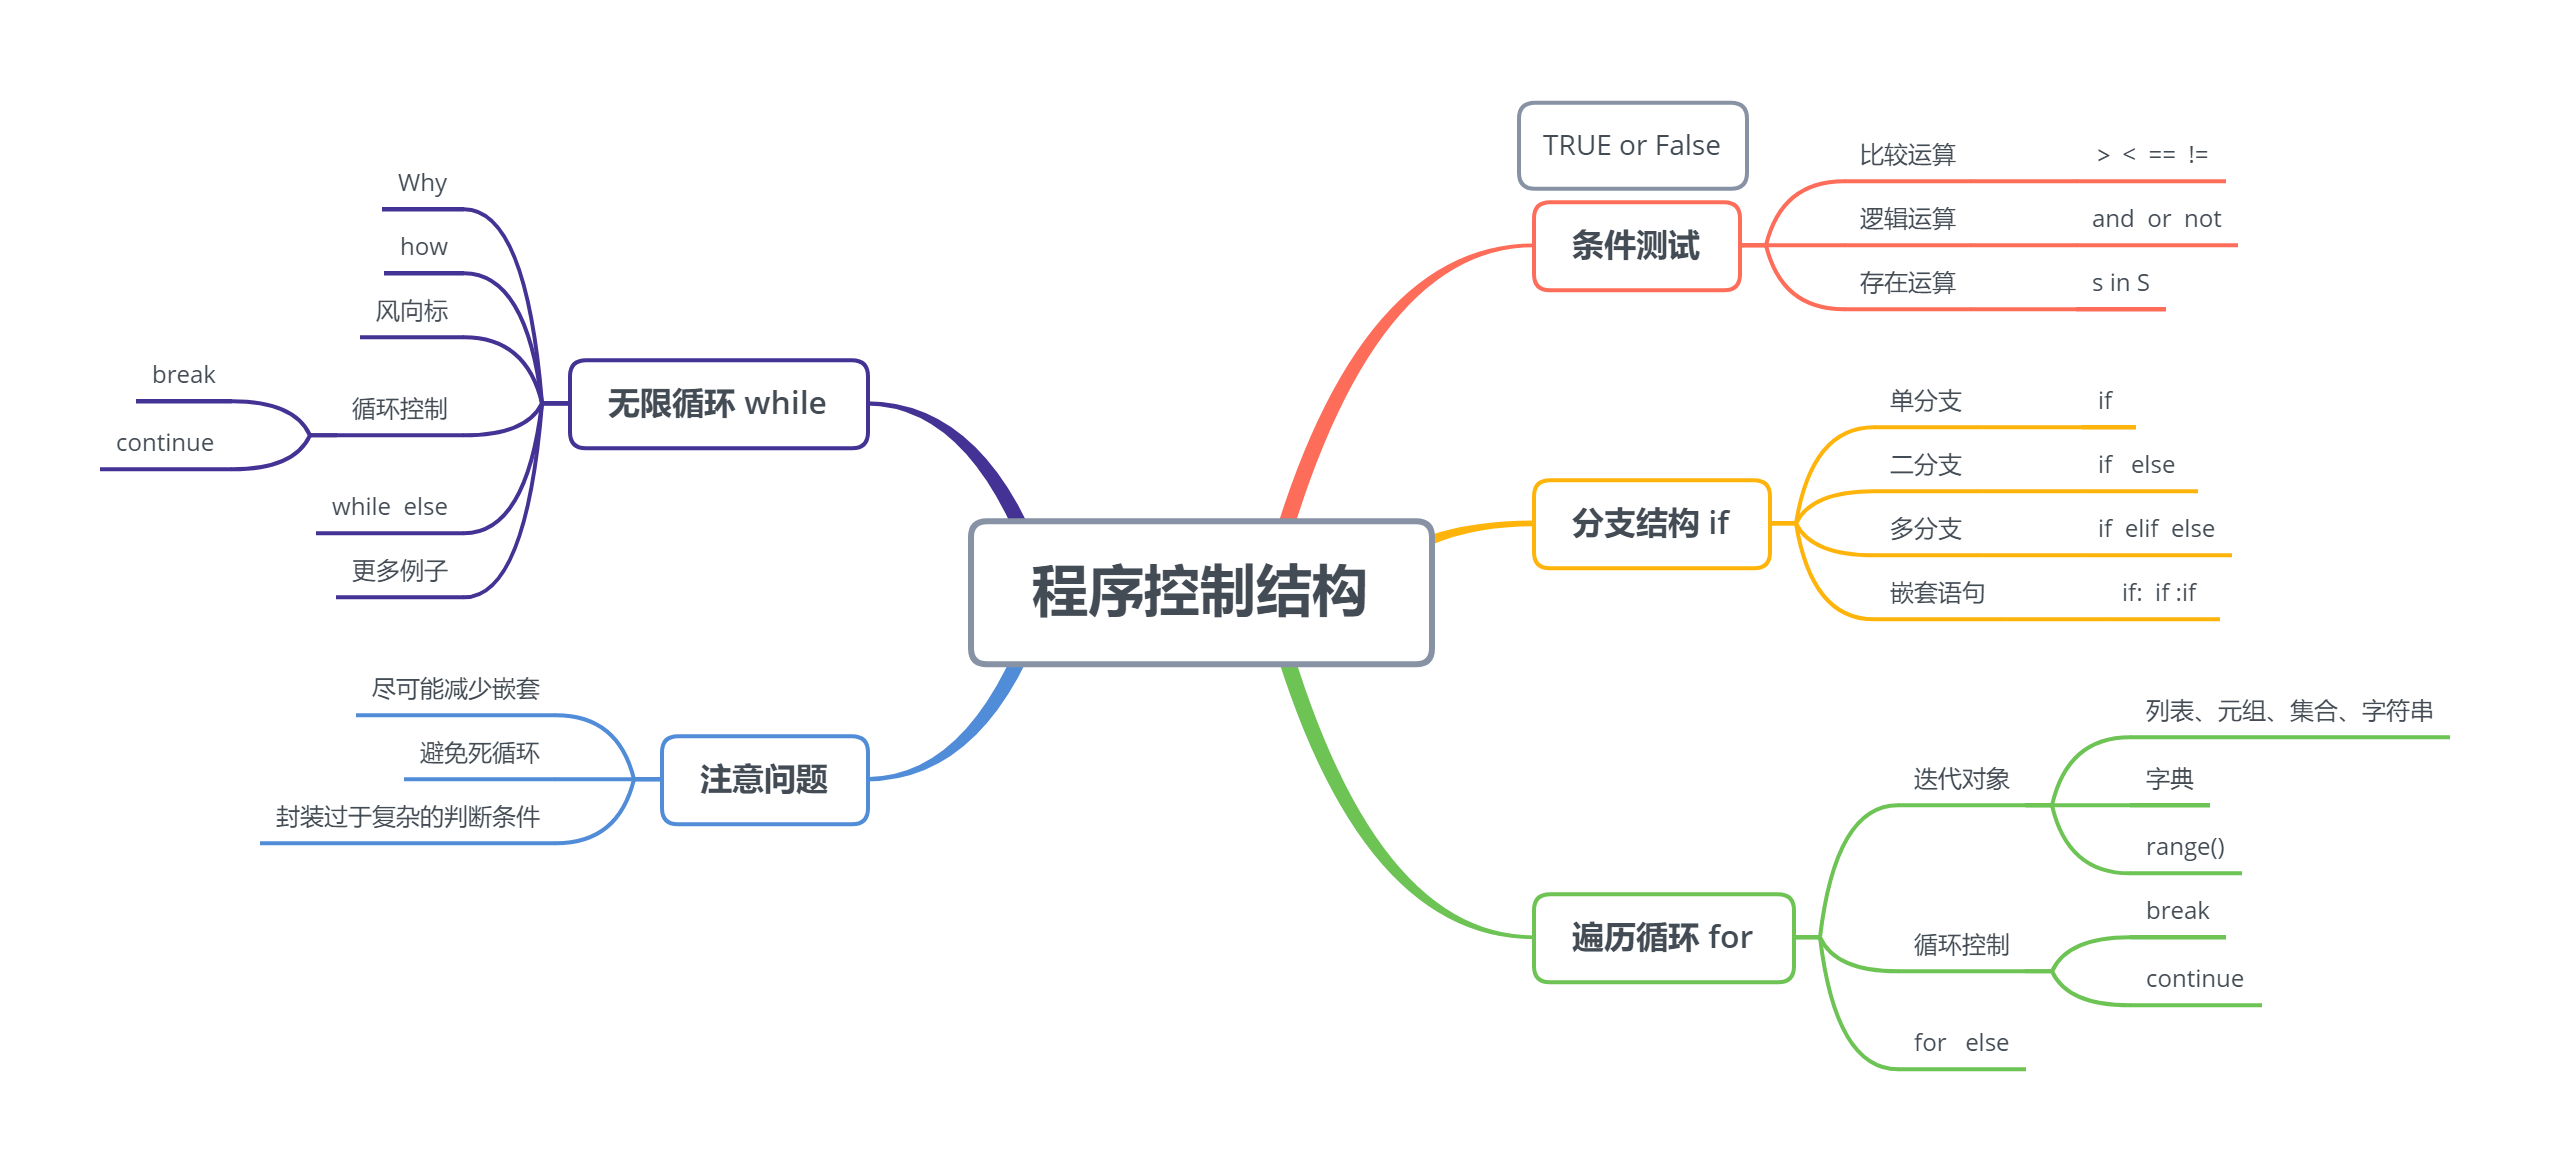 程序控制结构
TRUE or False
条件测试
比较运算 > < == !=
逻辑运算 and or not
存在运算 s in S
分支结构 if
单分支 if
二分支 if else
多分支 if elif else
嵌套语句 if: if :if
遍历循环 for
迭代对象
列表、元组、集合、字符串
字典
range()
循环控制
break
continue
for else
无限循环 while
Why
how
风向标
循环控制
break
continue
while else
更多例子
注意问题
尽可能减少嵌套
避免死循环
封装过于复杂的判断条件